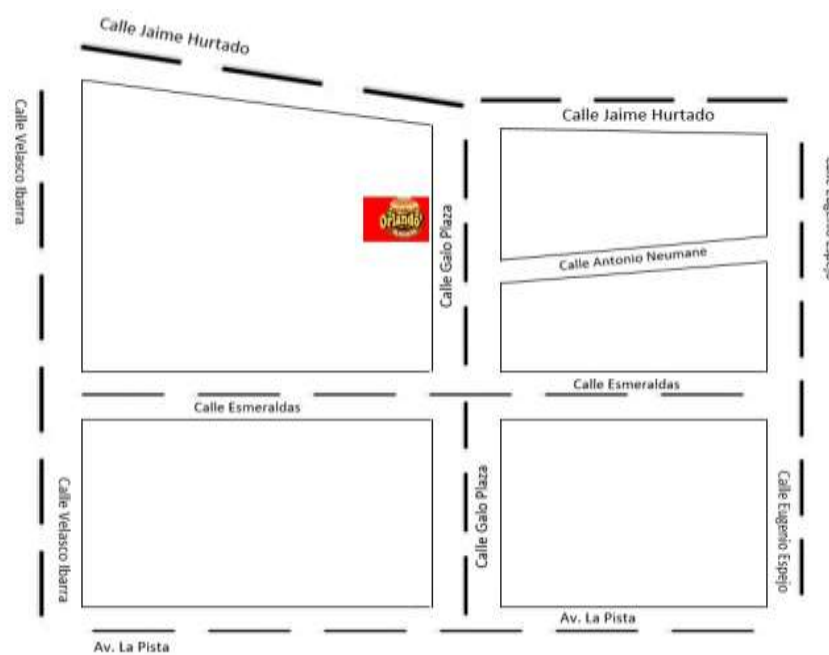 Calle Jaime Hurtado
Calle Jaime Hurtado
Calle Velasco Ibarra
Orlando
Calle Galo Plaza
Calle Antonio Neumane
Calle Esmeraldas
Calle Esmeraldas
Calle Velasco Ibarra
Calle Galo Plaza
Calle Eugenio Espejo
Av. La Pista
Av. La Pista